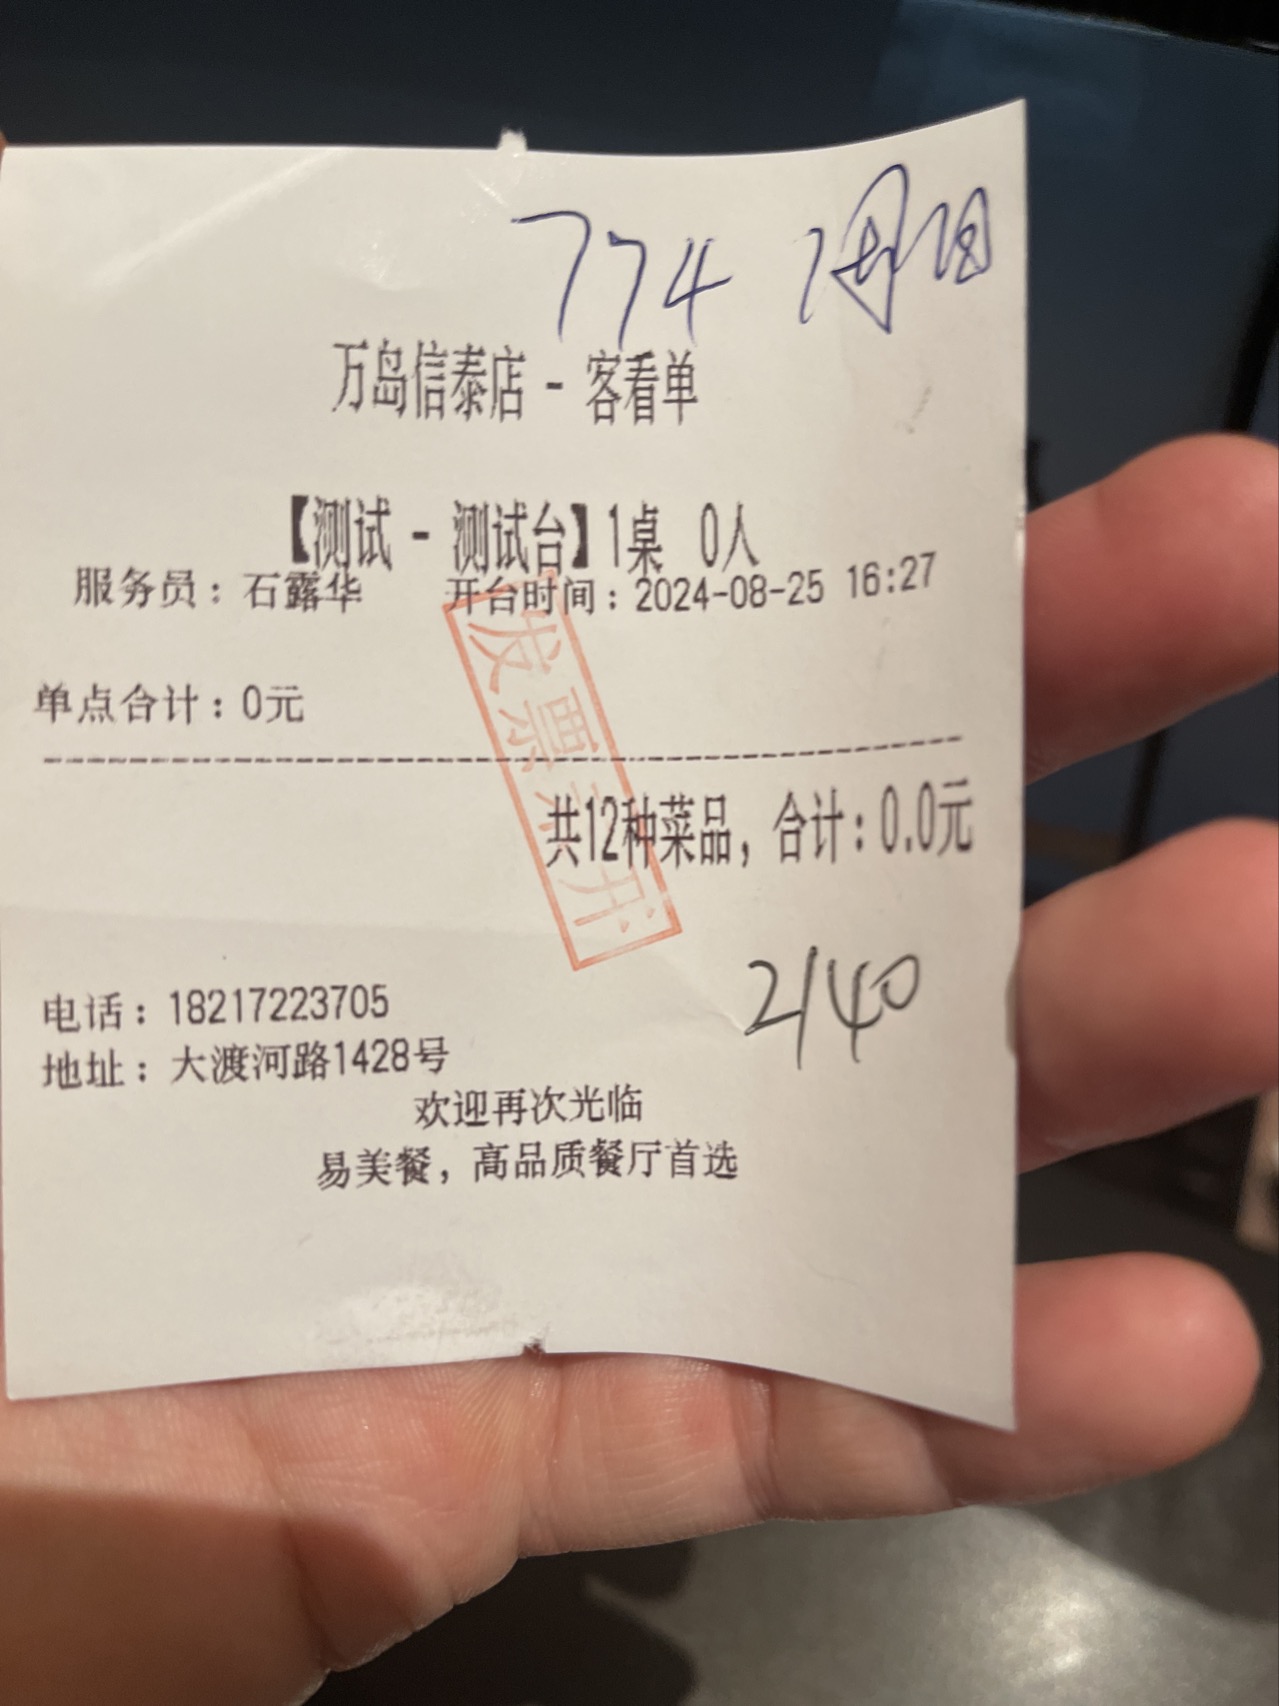 774
万岛信泰店 - 客看单
【测试 - 测试台】1桌 0人
服务员：石露华 开台时间：2024-08-25 16:27
单点合计：0元
发票未开
共12种菜品，合计：0.0元
2140
电话：18217223705
地址：大渡河路1428号
欢迎再次光临
易美餐，高品质餐厅首选